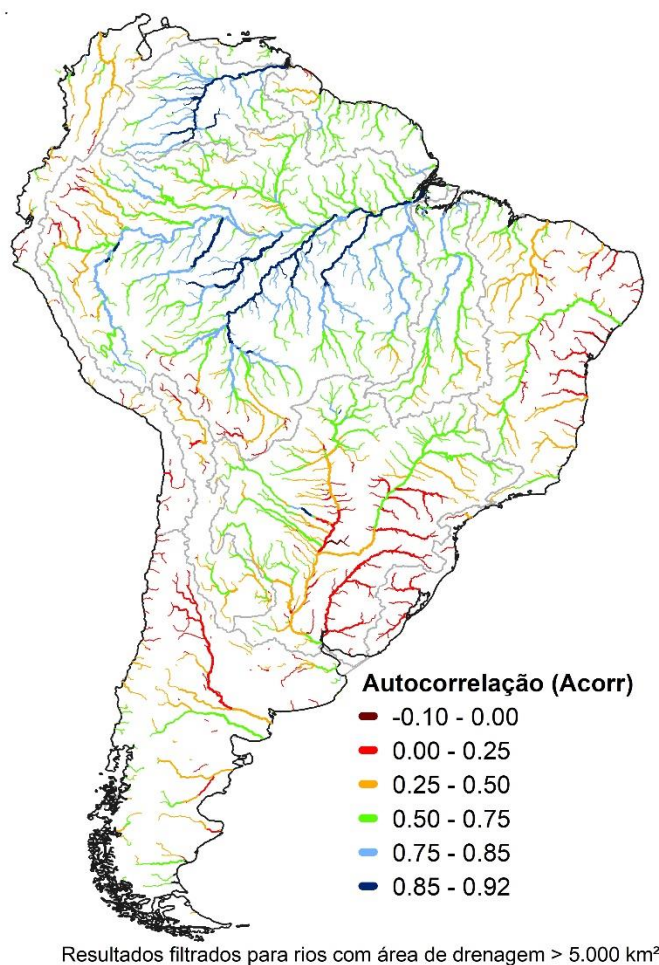 Autocorrelação (Acorr)
-0.10 - 0.00
0.00 - 0.25
0.25 - 0.50
0.50 - 0.75
0.75 - 0.85
0.85 - 0.92
Resultados filtrados para rios com área de drenagem > 5.000 km²